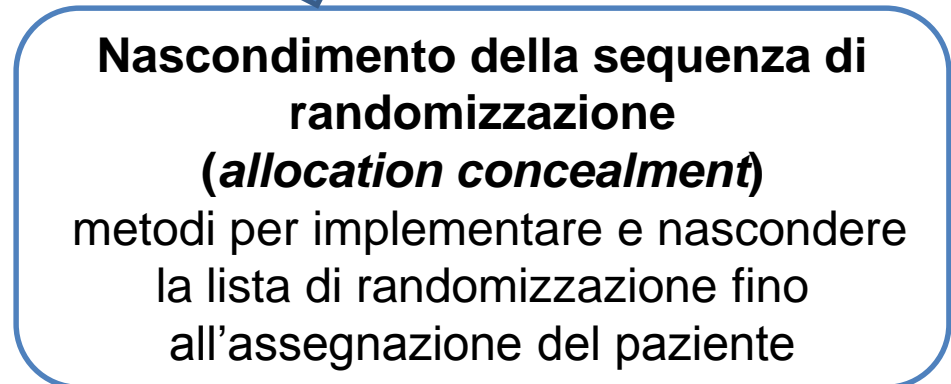 Nascondimento della sequenza di
randomizzazione
(allocation concealment)
metodi per implementare e nascondere
la lista di randomizzazione fino
all’assegnazione del paziente